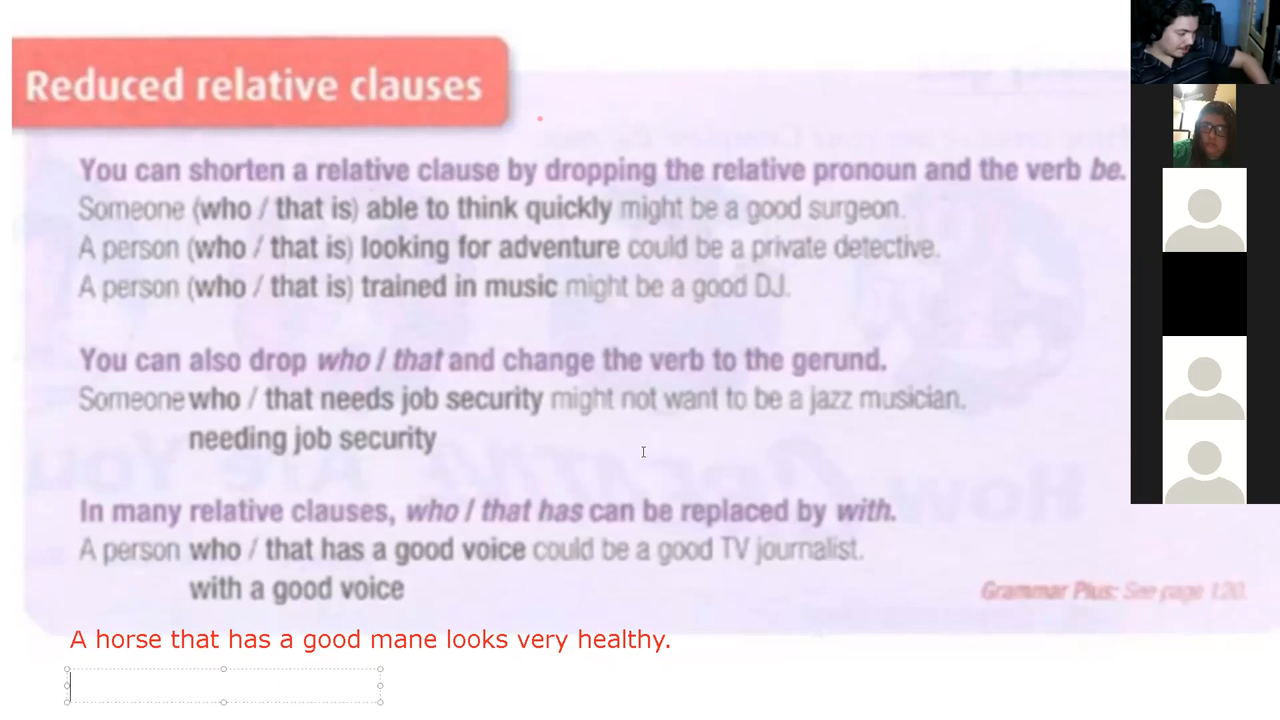 Reduced relative clauses
You can shorten a relative clause by dropping the relative pronoun and the verb be.
Someone (who / that is) able to think quickly might be a good surgeon.
A person (who / that is) looking for adventure could be a private detective.
A person (who / that is) trained in music might be a good DJ.
You can also drop who / that and change the verb to the gerund.
Someone who / that needs job security might not want to be a jazz musician.
needing job security
In many relative clauses, who / that has can be replaced by with.
A person who / that has a good voice could be a good TV journalist.
with a good voice
Grammar Plus: See page 120.
A horse that has a good mane looks very healthy.